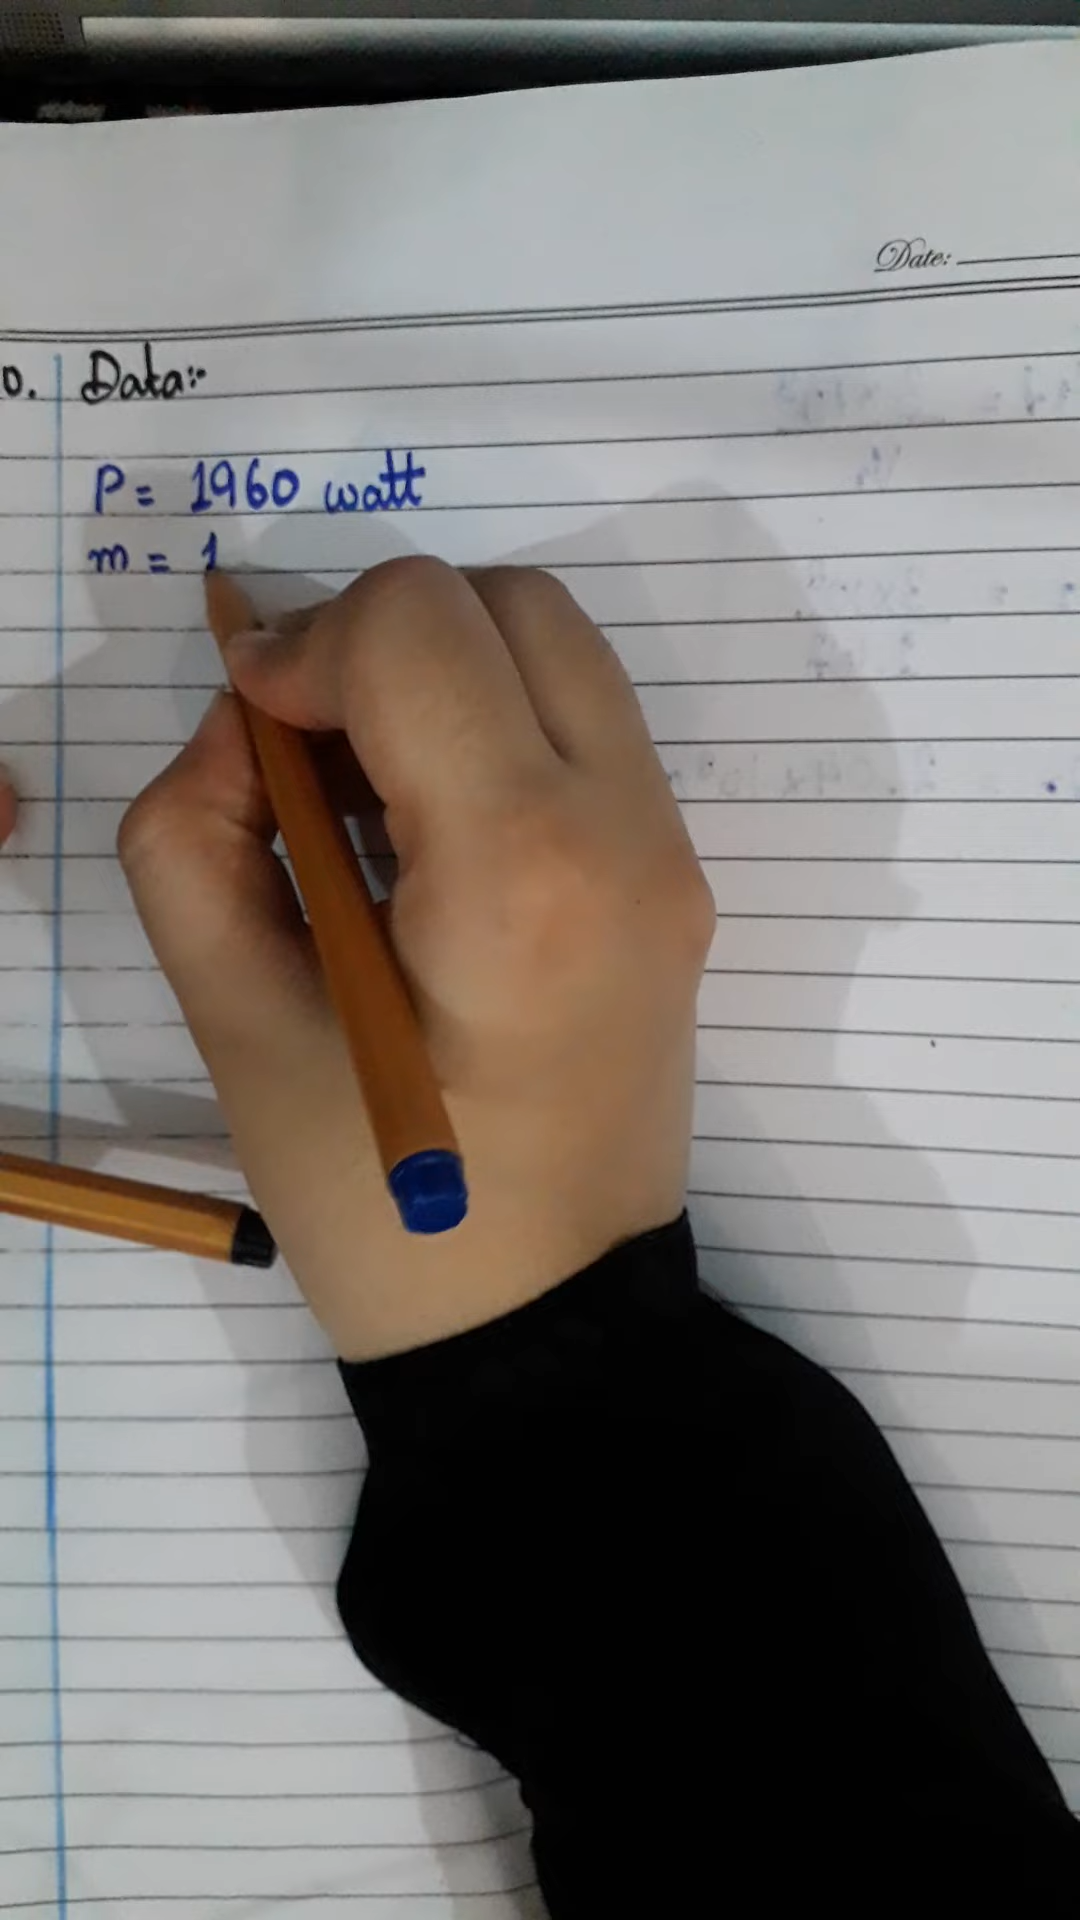 Date:
0. Data:-
P = 1960 watt
m = 1